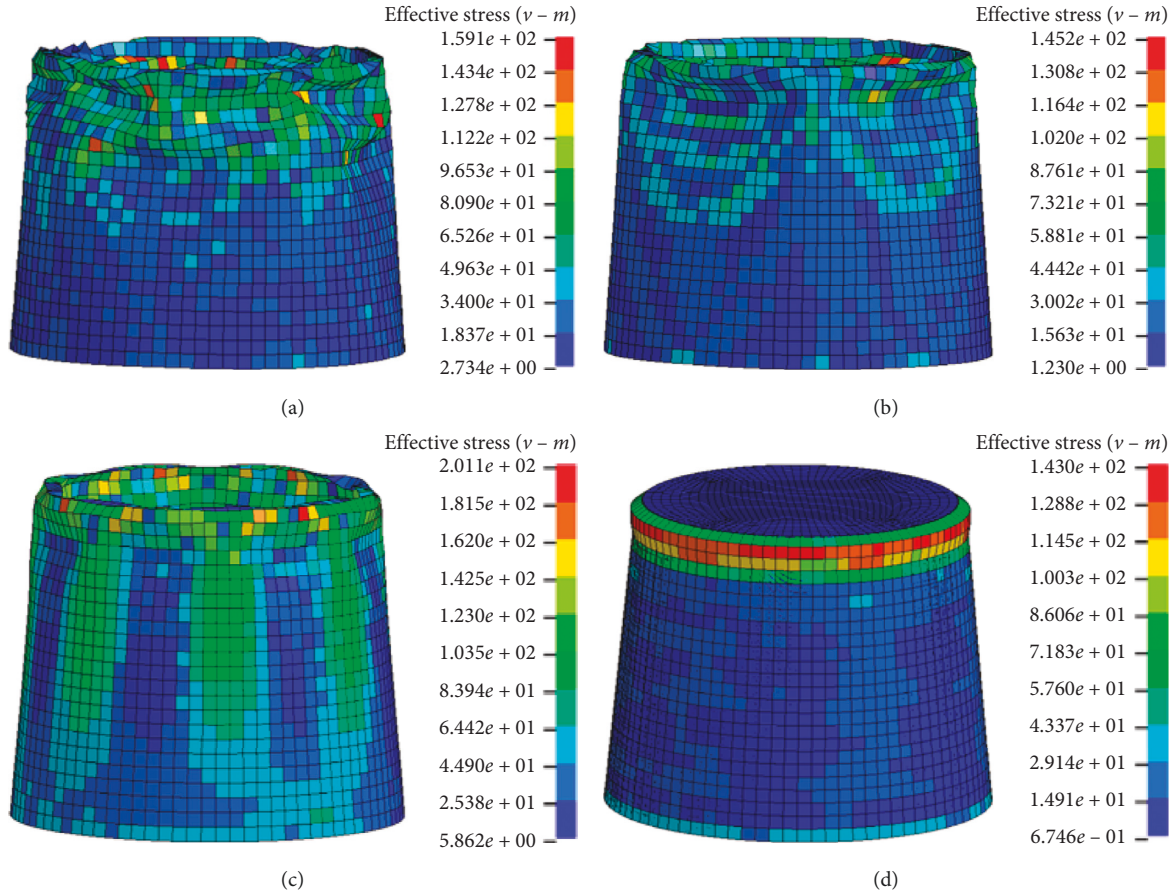 Effective stress (v – m)
1.591e + 02
1.434e + 02
1.278e + 02
1.122e + 02
9.653e + 01
8.090e + 01
6.526e + 01
4.963e + 01
3.400e + 01
1.837e + 01
2.734e + 00
(a)
Effective stress (v – m)
1.452e + 02
1.308e + 02
1.164e + 02
1.020e + 02
8.761e + 01
7.321e + 01
5.881e + 01
4.442e + 01
3.002e + 01
1.563e + 01
1.230e + 00
(b)
Effective stress (v – m)
2.011e + 02
1.815e + 02
1.620e + 02
1.425e + 02
1.230e + 02
1.035e + 02
8.394e + 01
6.442e + 01
4.490e + 01
2.538e + 01
5.862e + 00
(c)
Effective stress (v – m)
1.430e + 02
1.288e + 02
1.145e + 02
1.003e + 02
8.606e + 01
7.183e + 01
5.760e + 01
4.337e + 01
2.914e + 01
1.491e + 01
6.746e – 01
(d)